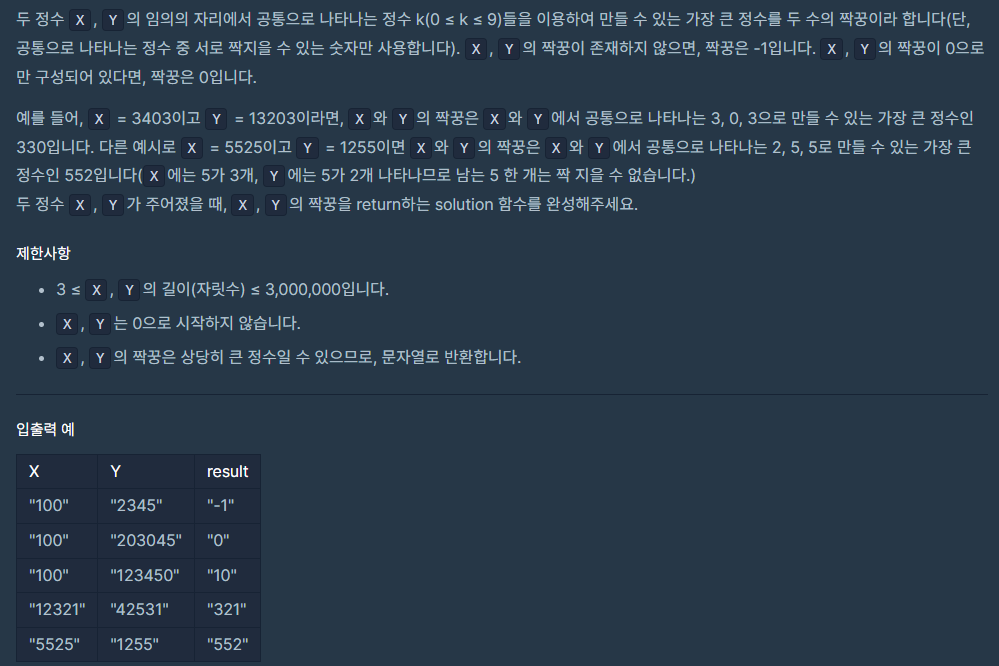 두 정수 X, Y의 임의의 자리에서 공통으로 나타나는 정수 k(0 ≤ k ≤ 9)들을 이용하여 만들 수 있는 가장 큰 정수를 두 수의 짝꿍이라 합니다(단,
공통으로 나타나는 정수 중 서로 짝지을 수 있는 숫자만 사용합니다). X, Y의 짝꿍이 존재하지 않으면, 짝꿍은 -1입니다. X, Y의 짝꿍이 0으로
만 구성되어 있다면, 짝꿍은 0입니다.
예를 들어, X = 3403이고 Y = 13203이라면, X와 Y의 짝꿍은 X와 Y에서 공통으로 나타나는 3, 0, 3으로 만들 수 있는 가장 큰 정수인
330입니다. 다른 예시로 X = 5525이고 Y = 1255이면 X와 Y의 짝꿍은 X와 Y에서 공통으로 나타나는 2, 5, 5로 만들 수 있는 가장 큰
정수인 552입니다(X에는 5가 3개, Y에는 5가 2개 나타나므로 남는 5 한 개는 짝 지을 수 없습니다.)
두 정수 X, Y가 주어졌을 때, X, Y의 짝꿍을 return하는 solution 함수를 완성해주세요.
제한사항
• 3 ≤ X, Y의 길이(자릿수) ≤ 3,000,000입니다.
• X, Y는 0으로 시작하지 않습니다.
• X, Y의 짝꿍은 상당히 큰 정수일 수 있으므로, 문자열로 반환합니다.
입출력 예
X Y result
"100" "2345" "-1"
"100" "203045" "0"
"100" "123450" "10"
"12321" "42531" "321"
"5525" "1255" "552"